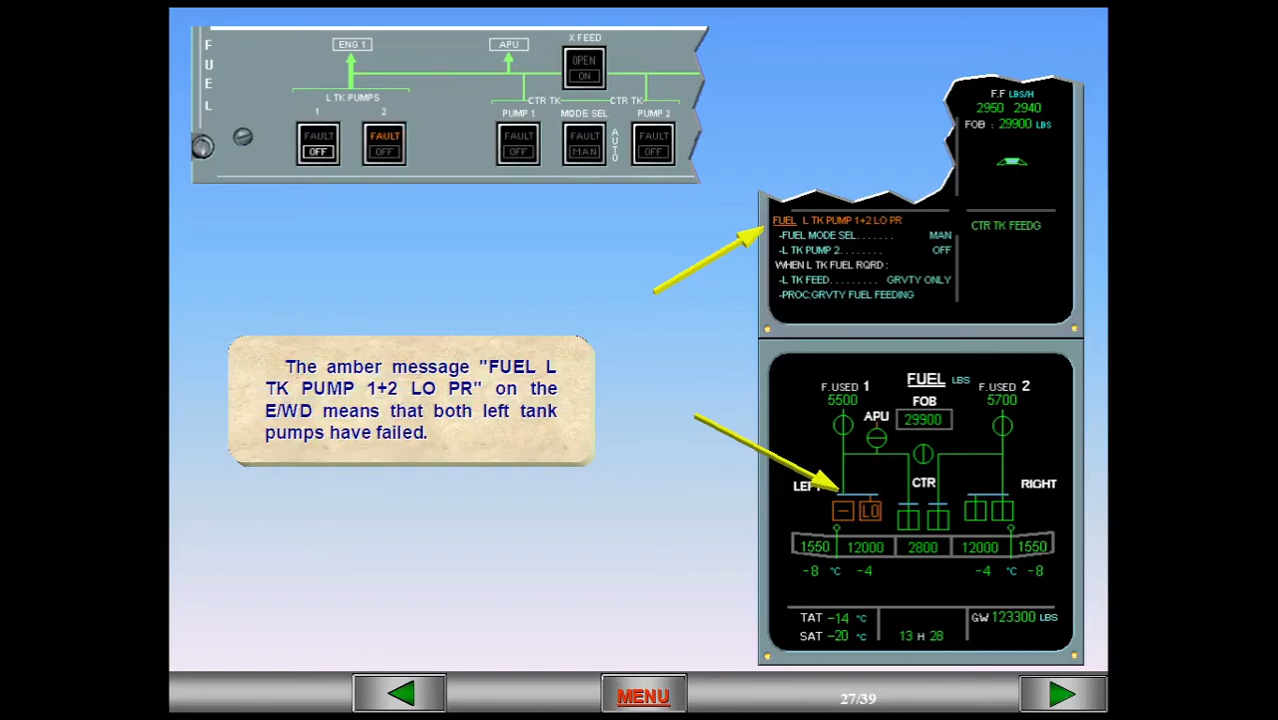 FUEL
ENG 1
APU
X FEED
OPEN
ON
L TK PUMPS
1
2
CTR TK
CTR TK
PUMP 1
MODE SEL
PUMP 2
FAULT
OFF
FAULT
OFF
FAULT
OFF
FAULT
MAN
AUTO
FAULT
OFF
F.F LBS/H
2950 2940
FOB : 29900 LBS
FUEL L TK PUMP 1+2 LO PR
-FUEL MODE SEL....... MAN
-L TK PUMP 2........ OFF
WHEN L TK FUEL RQRD :
-L TK FEED......... GRVTY ONLY
-PROC:GRVTY FUEL FEEDING
CTR TK FEEDG
The amber message "FUEL L
TK PUMP 1+2 LO PR" on the
E/WD means that both left tank
pumps have failed.
F.USED 1
5500
FUEL LBS
F.USED 2
5700
FOB
29900
APU
LEFT
CTR
RIGHT
LO
1550 12000 2800 12000 1550
-8 °C -4 -4 °C -8
TAT -14 °C
SAT -20 °C
13 H 28
GW 123300 LBS
MENU
27/39